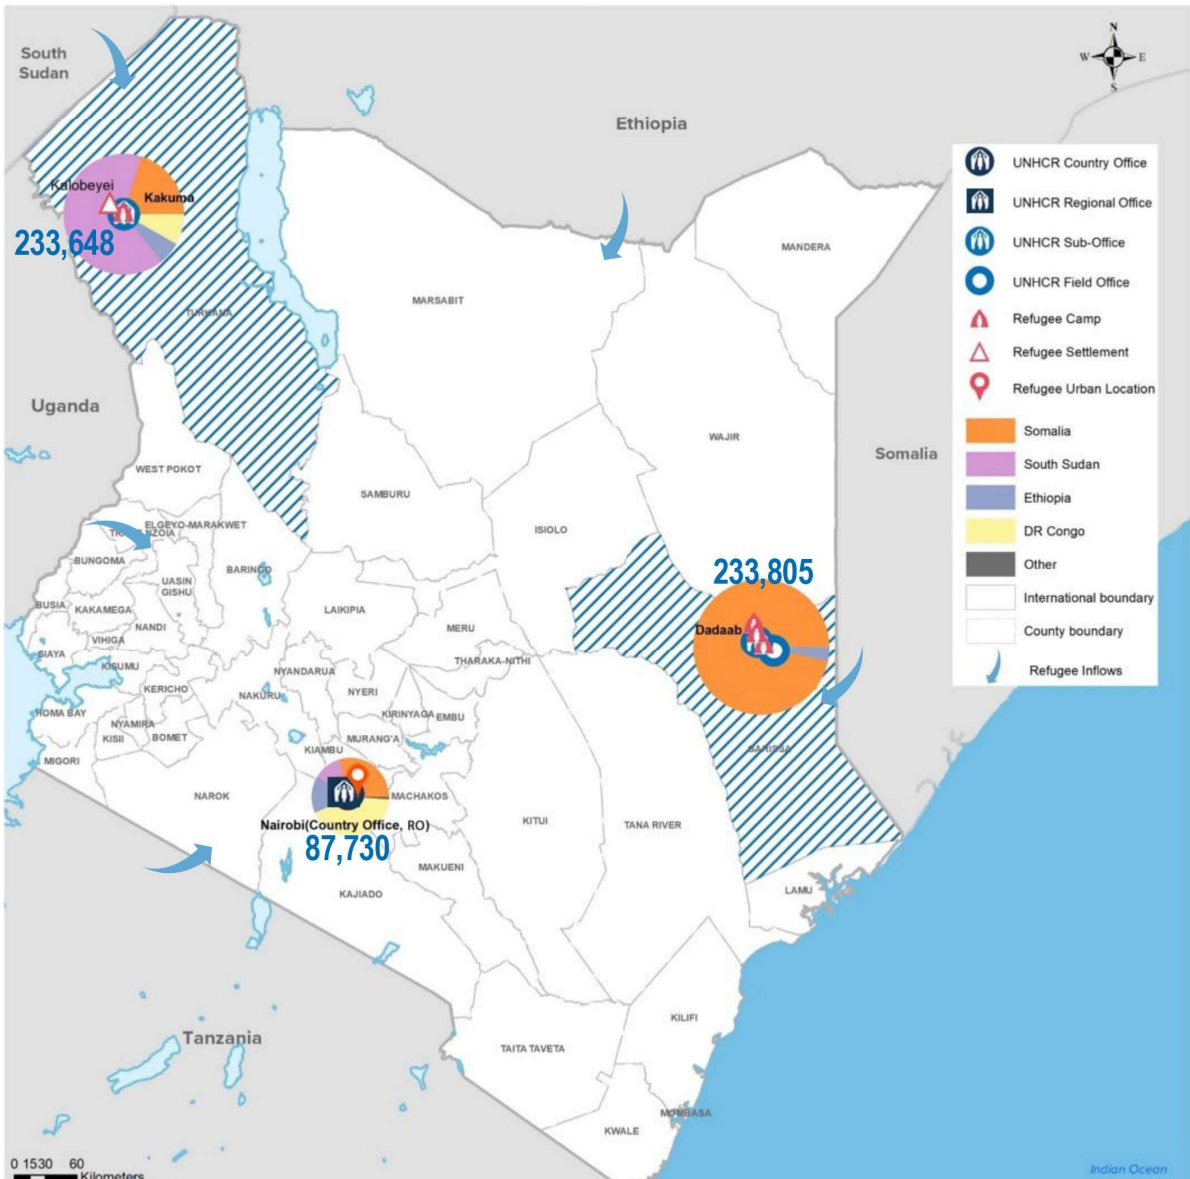 South
Sudan
N
W
E
S
Ethiopia
UNHCR Country Office
UNHCR Regional Office
UNHCR Sub-Office
UNHCR Field Office
Refugee Camp
Refugee Settlement
Refugee Urban Location
Somalia
South Sudan
Ethiopia
DR Congo
Other
International boundary
County boundary
Refugee Inflows
Kalobeyei
Kakuma
233,648
MANDERA
MARSABIT
TURKANA
Uganda
WAJIR
Somalia
WEST POKOT
SAMBURU
ISIOLO
ELGEYO-MARAKWET
NZOIA
BUNGOMA
BARINGO
UASIN
GISHU
233,805
Dadaab
BUSIA
KAKAMEGA
LAIKIPIA
NANDI
MERU
VIHIGA
SIAYA
KISUMU
THARAKA-NITHI
NYANDARUA
KERICHO
NAKURU
NYERI
HOMA BAY
KIRINYAGA
EMBU
NYAMIRA
KISII
BOMET
MURANG'A
KIAMBU
MIGORI
NAROK
MACHAKOS
Nairobi(Country Office, RO)
87,730
KITUI
TANA RIVER
MAKUENI
KAJIADO
LAMU
Tanzania
KILIFI
TAITA TAVETA
MOMBASA
KWALE
0 1530 60
Kilometers
Indian Ocean